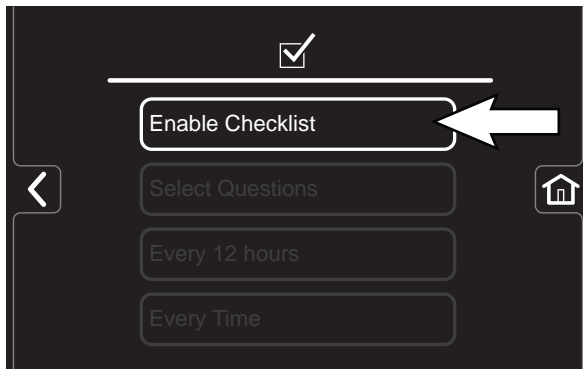 Enable Checklist
Select Questions
Every 12 hours
Every Time